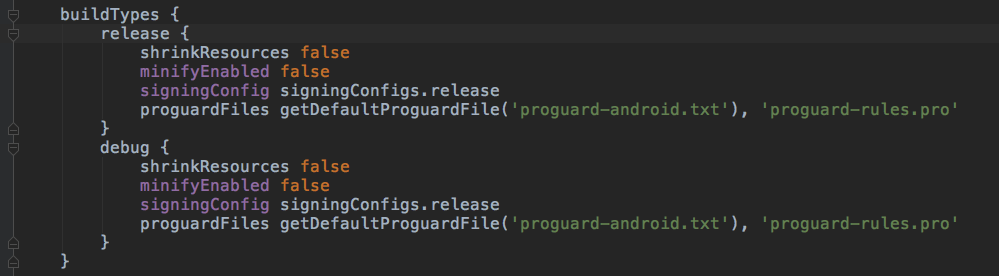 buildTypes {
release {
shrinkResources false
minifyEnabled false
signingConfig signingConfigs.release
proguardFiles getDefaultProguardFile('proguard-android.txt'), 'proguard-rules.pro'
}
debug {
shrinkResources false
minifyEnabled false
signingConfig signingConfigs.release
proguardFiles getDefaultProguardFile('proguard-android.txt'), 'proguard-rules.pro'
}
}